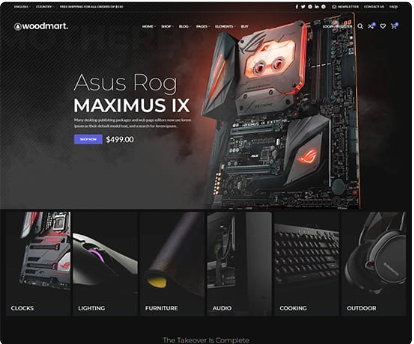 ENGLISH COUNTRY FREE SHIPPING FOR ALL ORDERS OF $150 NEWSLETTER CONTACT US FAQS
woodmart. HOME SHOP BLOG PAGES ELEMENTS BUY
Asus Rog
MAXIMUS IX
Many desktop publishing packages and web page editors now use lorem
ipsum as their default model text, and a search for lorem ipsum.
SHOP NOW $499.00
CLOCKS LIGHTING FURNITURE AUDIO COOKING OUTDOOR
The Takeover Is Complete